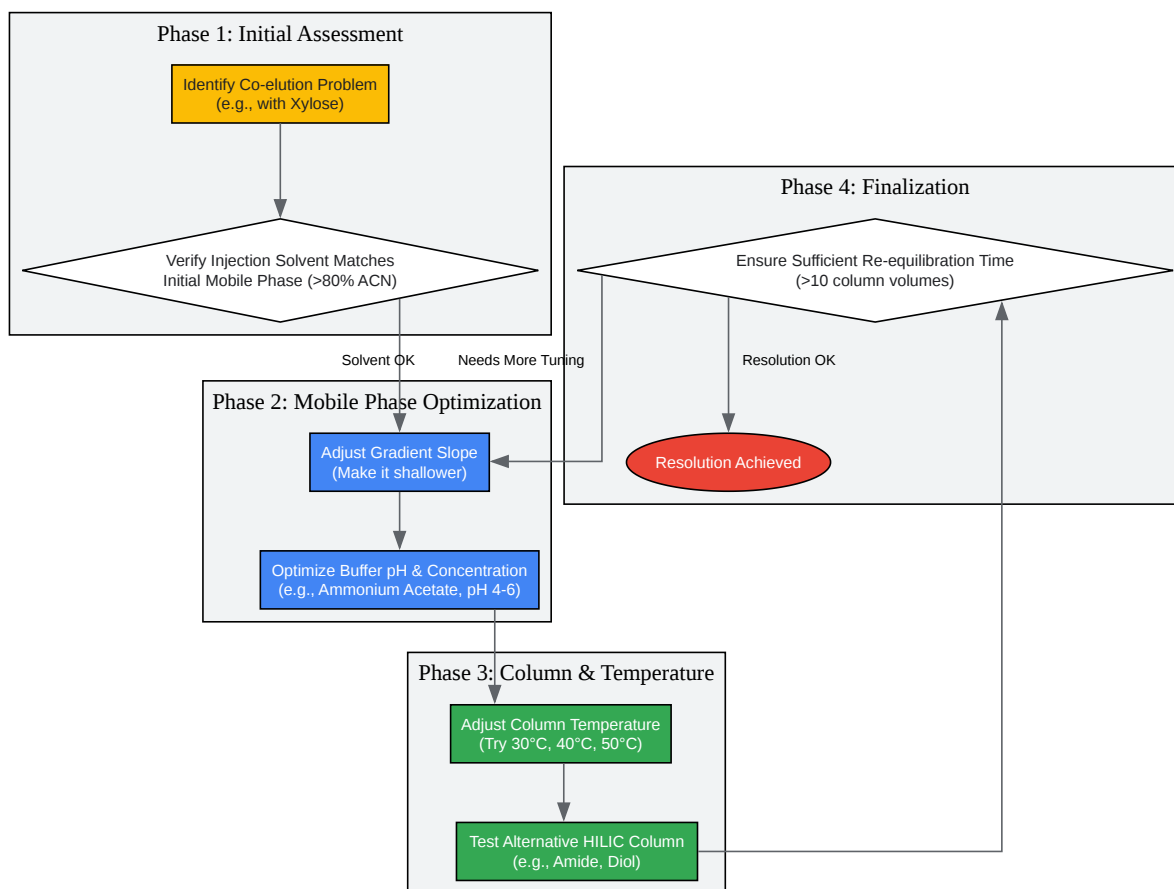 Phase 1: Initial Assessment
Identify Co-elution Problem
(e.g., with Xylose)
Verify Injection Solvent Matches
Initial Mobile Phase (>80% ACN)
Solvent OK
Needs More Tuning
Phase 2: Mobile Phase Optimization
Adjust Gradient Slope
(Make it shallower)
Optimize Buffer pH & Concentration
(e.g., Ammonium Acetate, pH 4-6)
Phase 3: Column & Temperature
Adjust Column Temperature
(Try 30°C, 40°C, 50°C)
Test Alternative HILIC Column
(e.g., Amide, Diol)
Phase 4: Finalization
Ensure Sufficient Re-equilibration Time
(>10 column volumes)
Resolution OK
Resolution Achieved